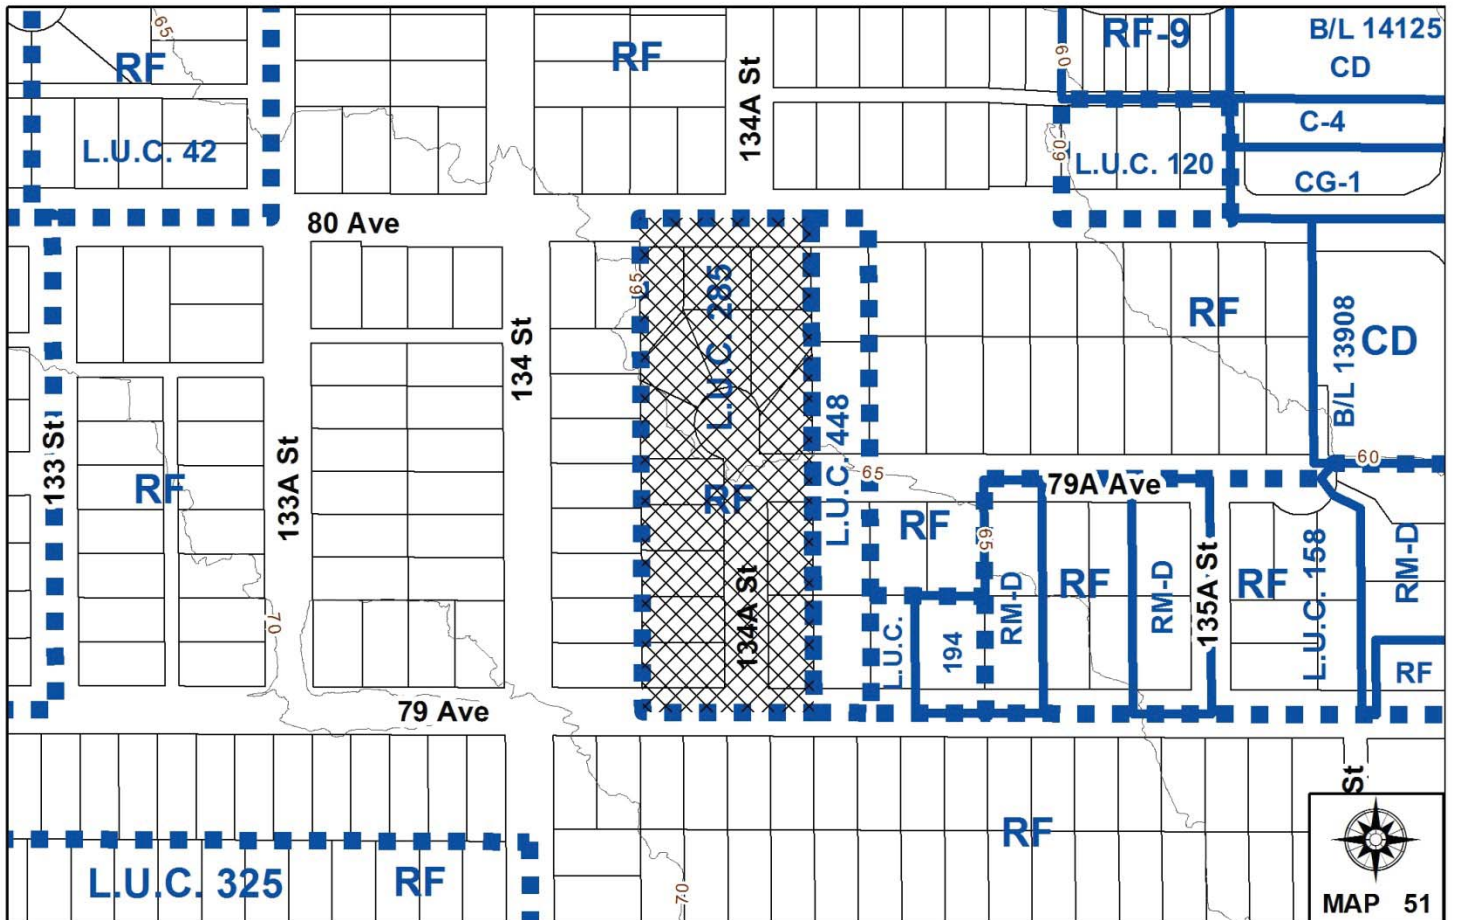 65
RF
RF
134A St
60
RF-9
B/L 14125
CD
L.U.C. 42
60
L.U.C. 120
C-4
CG-1
80 Ave
65
L.U.C. 285
134 St
RF
B/L 13908
CD
133 St
RF
133A St
RF
L.U.C. 448
65
79A Ave
60
RF
65
RM-D
RF
RM-D
135A St
RF
L.U.C. 158
RM-D
70
134A St
L.U.C.
194
RF
79 Ave
St
L.U.C. 325
RF
70
RF
MAP 51